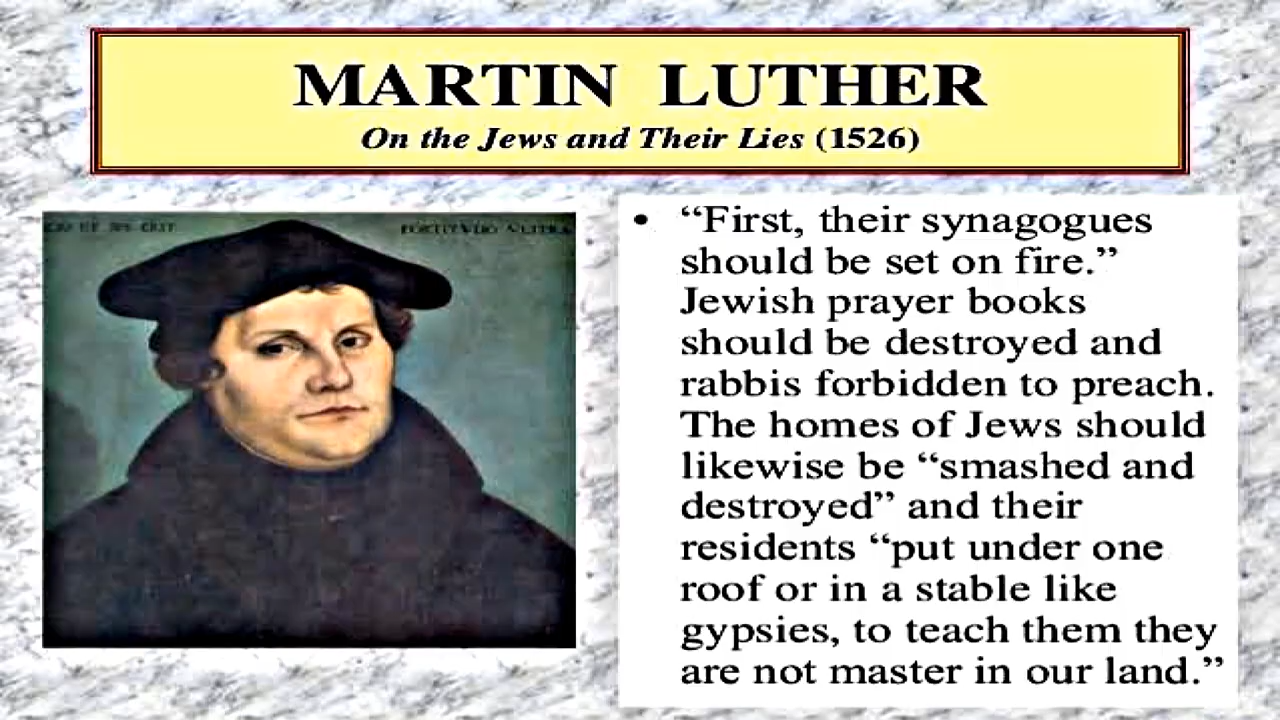 MARTIN LUTHER
On the Jews and Their Lies (1526)
• “First, their synagogues
should be set on fire.”
Jewish prayer books
should be destroyed and
rabbis forbidden to preach.
The homes of Jews should
likewise be “smashed and
destroyed” and their
residents “put under one
roof or in a stable like
gypsies, to teach them they
are not master in our land.”